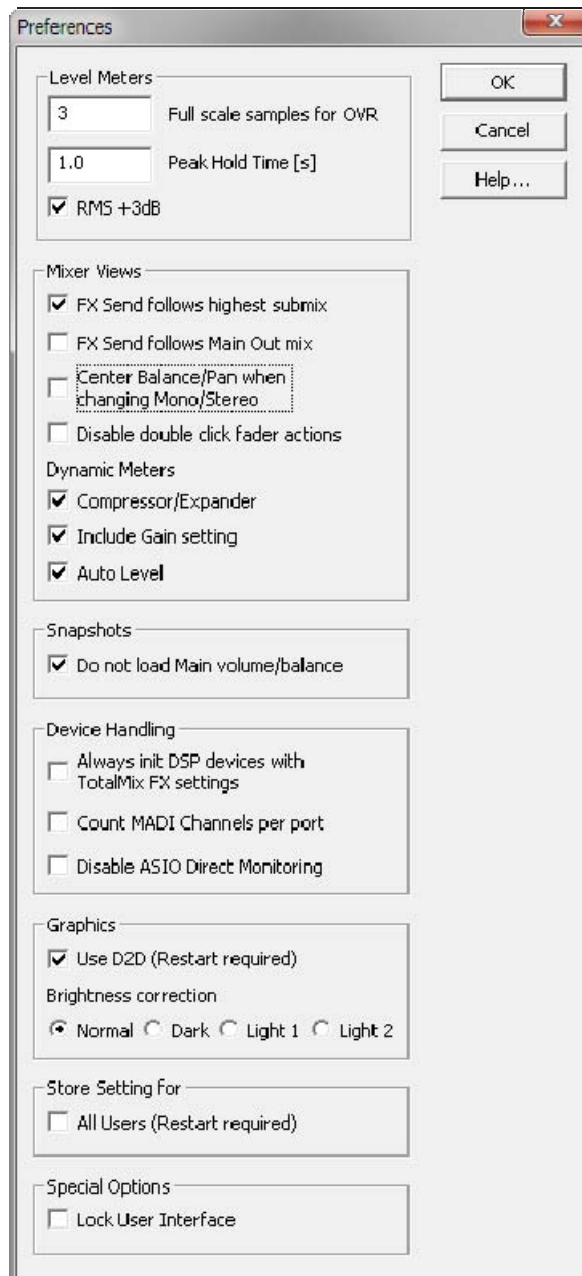 Preferences
Level Meters
3 Full scale samples for OVR
1.0 Peak Hold Time [s]
RMS +3dB
OK
Cancel
Help...
Mixer Views
FX Send follows highest submix
FX Send follows Main Out mix
Center Balance/Pan when
changing Mono/Stereo
Disable double click fader actions
Dynamic Meters
Compressor/Expander
Include Gain setting
Auto Level
Snapshots
Do not load Main volume/balance
Device Handling
Always init DSP devices with
TotalMix FX settings
Count MADI Channels per port
Disable ASIO Direct Monitoring
Graphics
Use D2D (Restart required)
Brightness correction
Normal Dark Light 1 Light 2
Store Setting for
All Users (Restart required)
Special Options
Lock User Interface